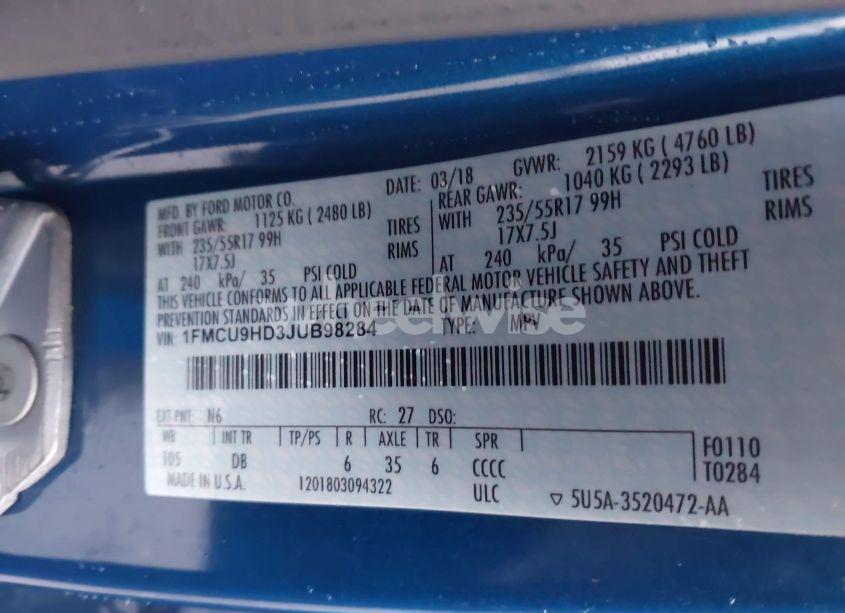 MFD. BY FORD MOTOR CO.
DATE: 03/18
GVWR: 2159 KG ( 4760 LB)
FRONT GAWR: 1125 KG ( 2480 LB)
REAR GAWR: 1040 KG ( 2293 LB)
WITH 235/55R17 99H TIRES
WITH 235/55R17 99H TIRES
17X7.5J RIMS
17X7.5J RIMS
AT 240 kPa/ 35 PSI COLD
AT 240 kPa/ 35 PSI COLD
THIS VEHICLE CONFORMS TO ALL APPLICABLE FEDERAL MOTOR VEHICLE SAFETY AND THEFT
PREVENTION STANDARDS IN EFFECT ON THE DATE OF MANUFACTURE SHOWN ABOVE.
VIN: 1FMCU9HD3JUB98284 TYPE: MPV
EXT PNT: N6 RC: 27 DSO:
WB INT TR TP/PS R AXLE TR SPR
105 DB 6 35 6 CCCC
F0110
T0284
MADE IN U.S.A. 1201803094322 ULC
5U5A-3520472-AA